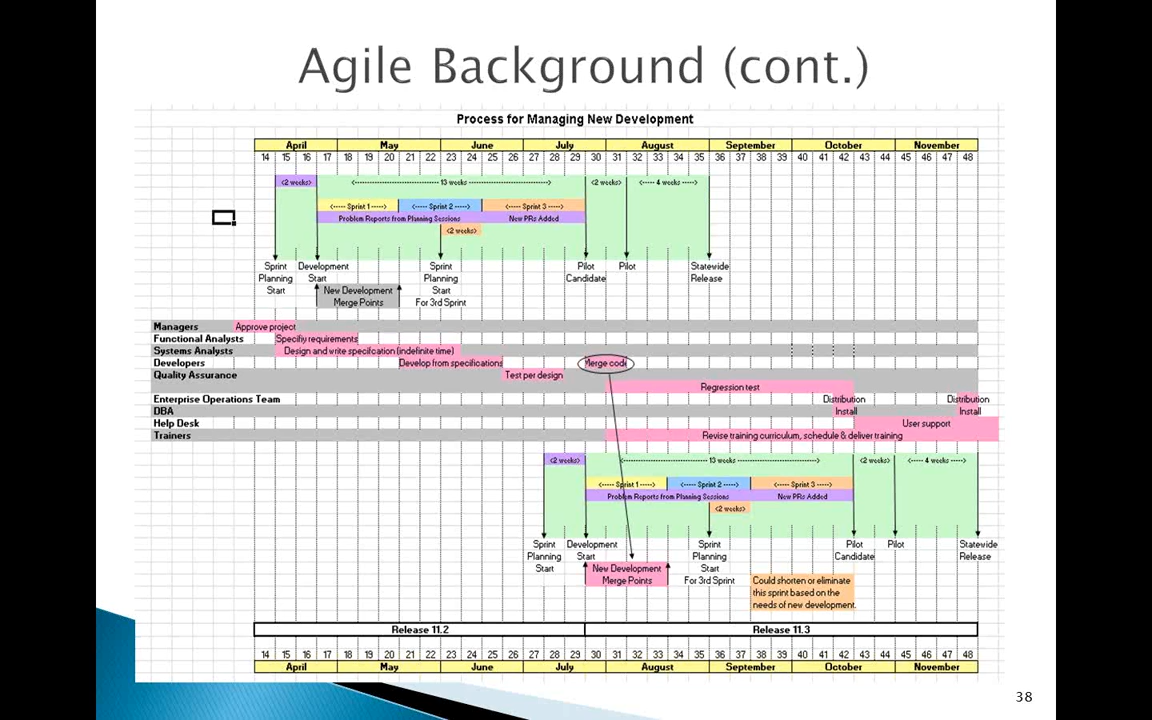 Agile Background (cont.)
Process for Managing New Development
April May June July August September October November
14 15 16 17 18 19 20 21 22 23 24 25 26 27 28 29 30 31 32 33 34 35 36 37 38 39 40 41 42 43 44 45 46 47 48
<2 weeks> <---------------------- 13 weeks ----------------------> <2 weeks> <----- 4 weeks ----->
<----- Sprint 1 -----> <----- Sprint 2 -----> <----- Sprint 3 ----->
Problem Reports from Planning Sessions New PRs Added
<2 weeks>
Sprint Development Sprint Pilot Pilot Statewide
Planning Start Planning Candidate Release
Start Start
New Development For 3rd Sprint
Merge Points
Managers Approve project
Functional Analysts Specifiy requirements
Systems Analysts Design and write specifcation (indefinite time)
Developers Develop from specifications Merge code
Quality Assurance Test per design
Regression test
Enterprise Operations Team Distribution Distribution
DBA Install Install
Help Desk User support
Trainers Revise training curriculum, schedule & deliver training
<2 weeks> <---------------------- 13 weeks ----------------------> <2 weeks> <----- 4 weeks ----->
<----- Sprint 1 -----> <----- Sprint 2 -----> <----- Sprint 3 ----->
Problem Reports from Planning Sessions New PRs Added
<2 weeks>
Sprint Development Sprint Pilot Pilot Statewide
Planning Start Planning Candidate Release
Start New Development Start
Merge Points For 3rd Sprint Could shorten or eliminate
this sprint based on the
needs of new development.
Release 11.2 Release 11.3
14 15 16 17 18 19 20 21 22 23 24 25 26 27 28 29 30 31 32 33 34 35 36 37 38 39 40 41 42 43 44 45 46 47 48
April May June July August September October November
38